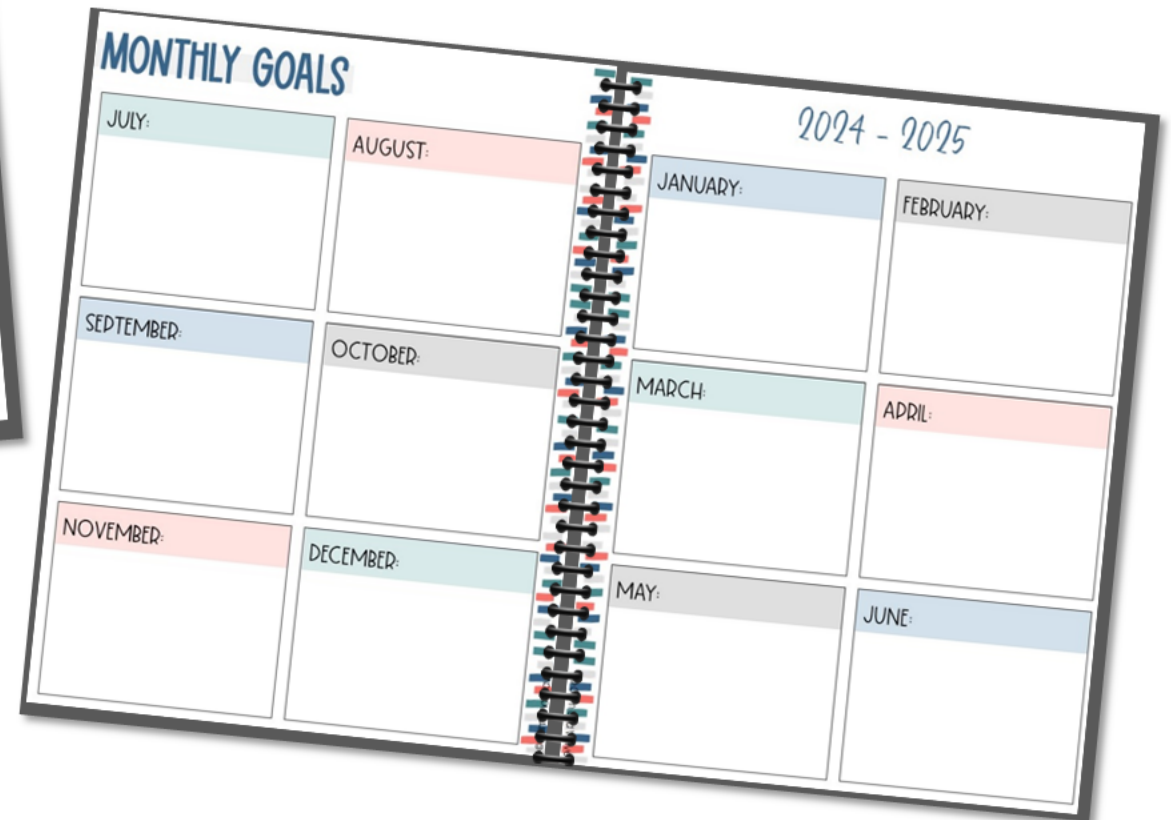 MONTHLY GOALS
JULY:
AUGUST:
SEPTEMBER:
OCTOBER:
NOVEMBER:
DECEMBER:
2024 - 2025
JANUARY:
FEBRUARY:
MARCH:
APRIL:
MAY:
JUNE: